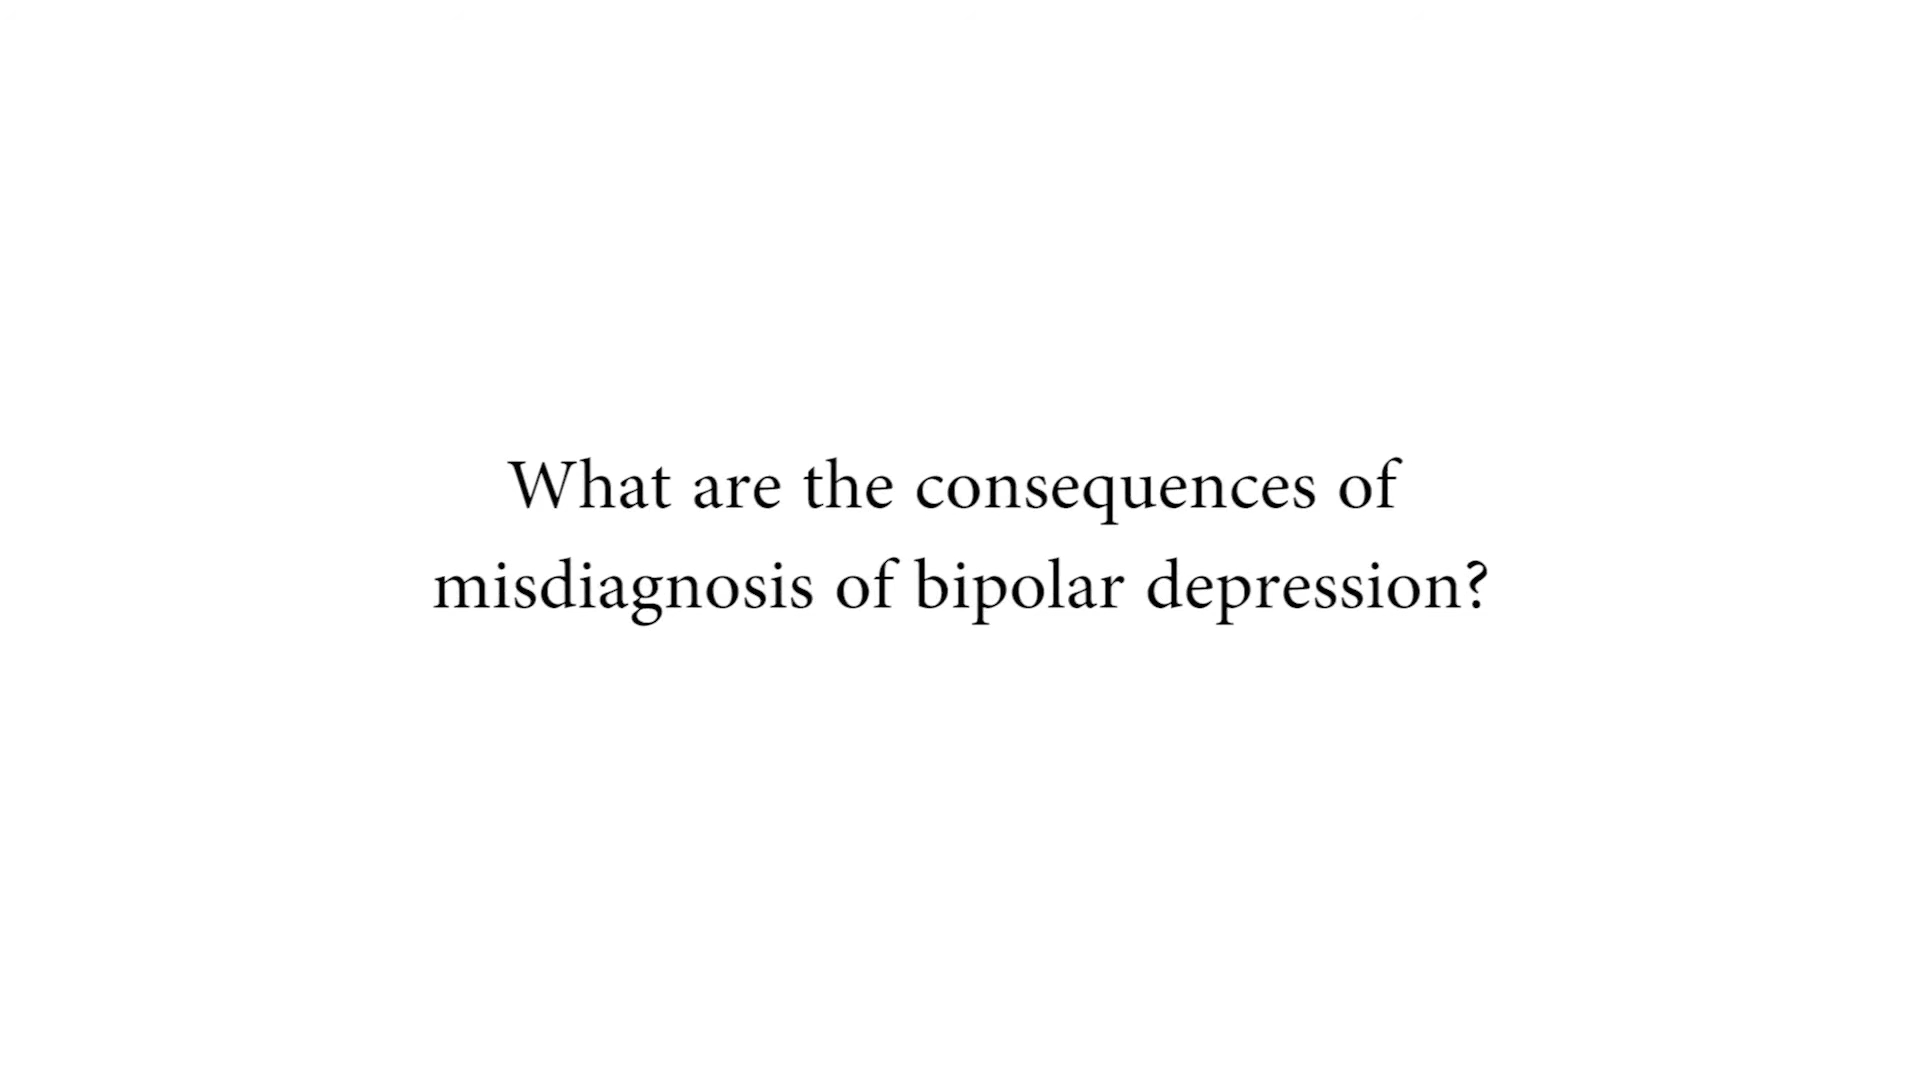 What are the consequences of
misdiagnosis of bipolar depression?